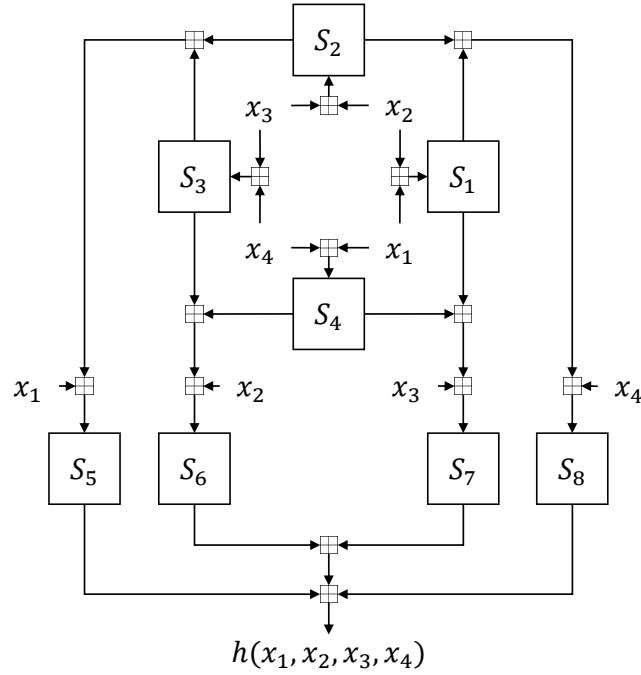 S₂
x₃ x₂
S₃ S₁
x₄ x₁
S₄
x₁ x₂ x₃ x₄
S₅ S₆ S₇ S₈
h(x₁, x₂, x₃, x₄)